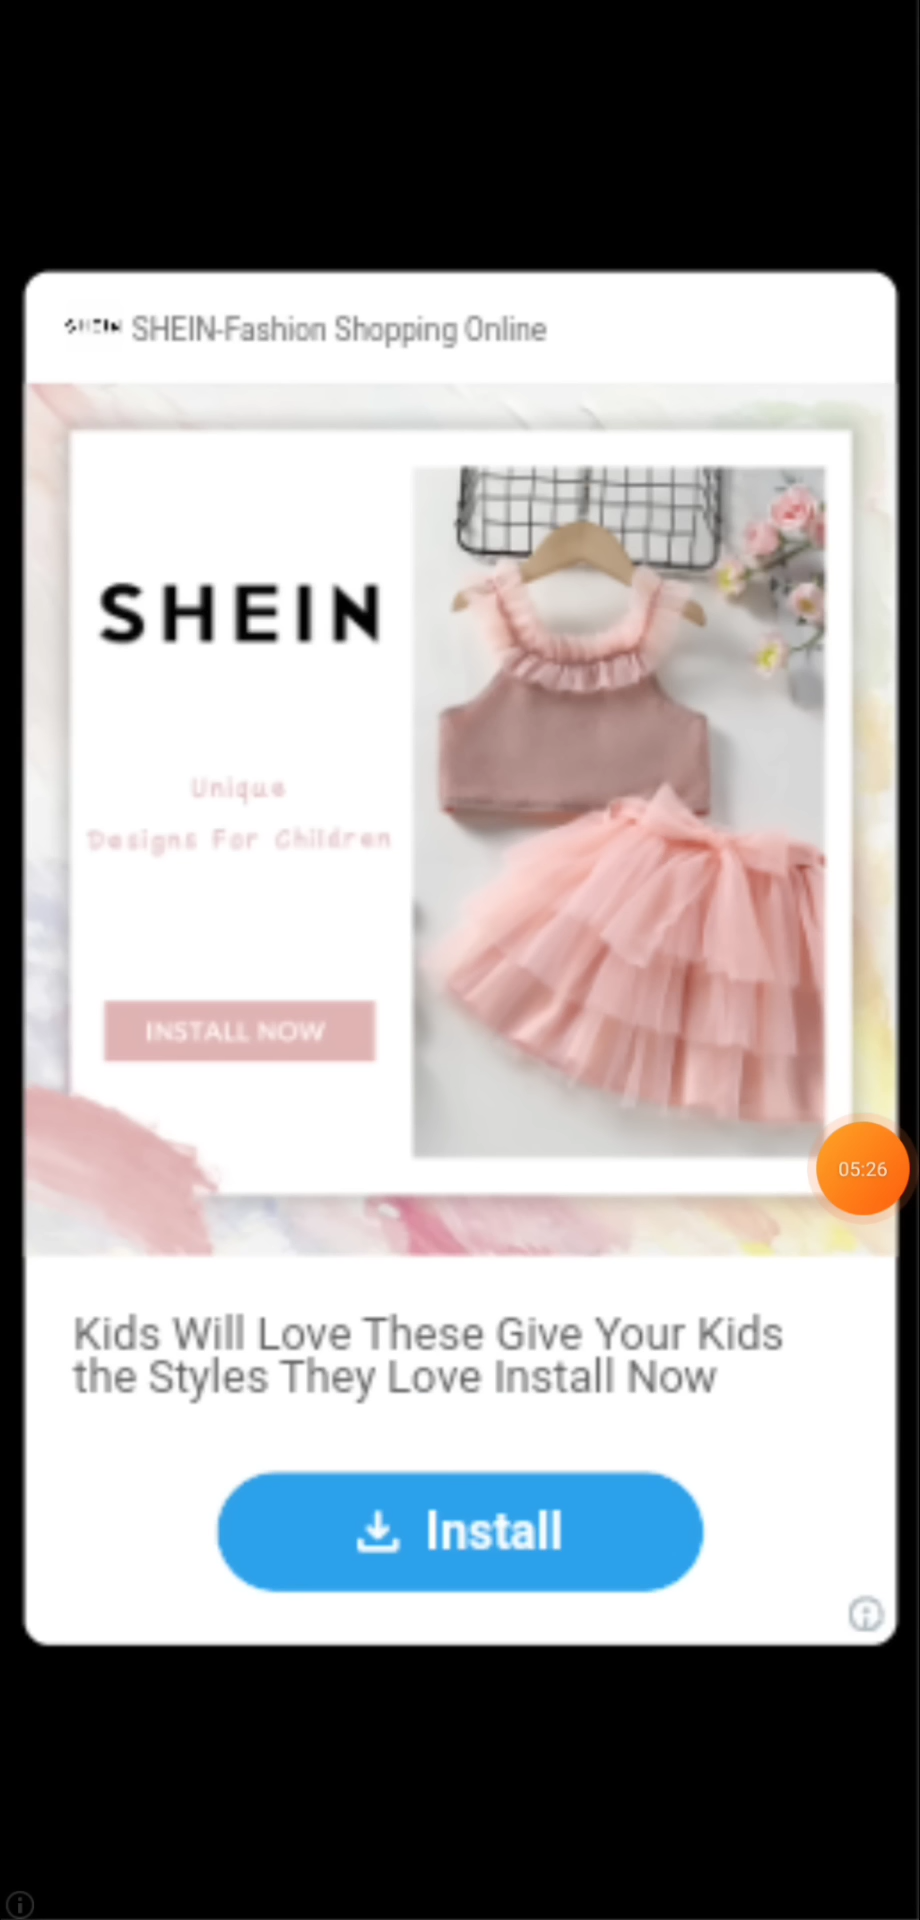 SHEIN SHEIN-Fashion Shopping Online
SHEIN
Unique
Designs For Children
INSTALL NOW
05:26
Kids Will Love These Give Your Kids
the Styles They Love Install Now
Install